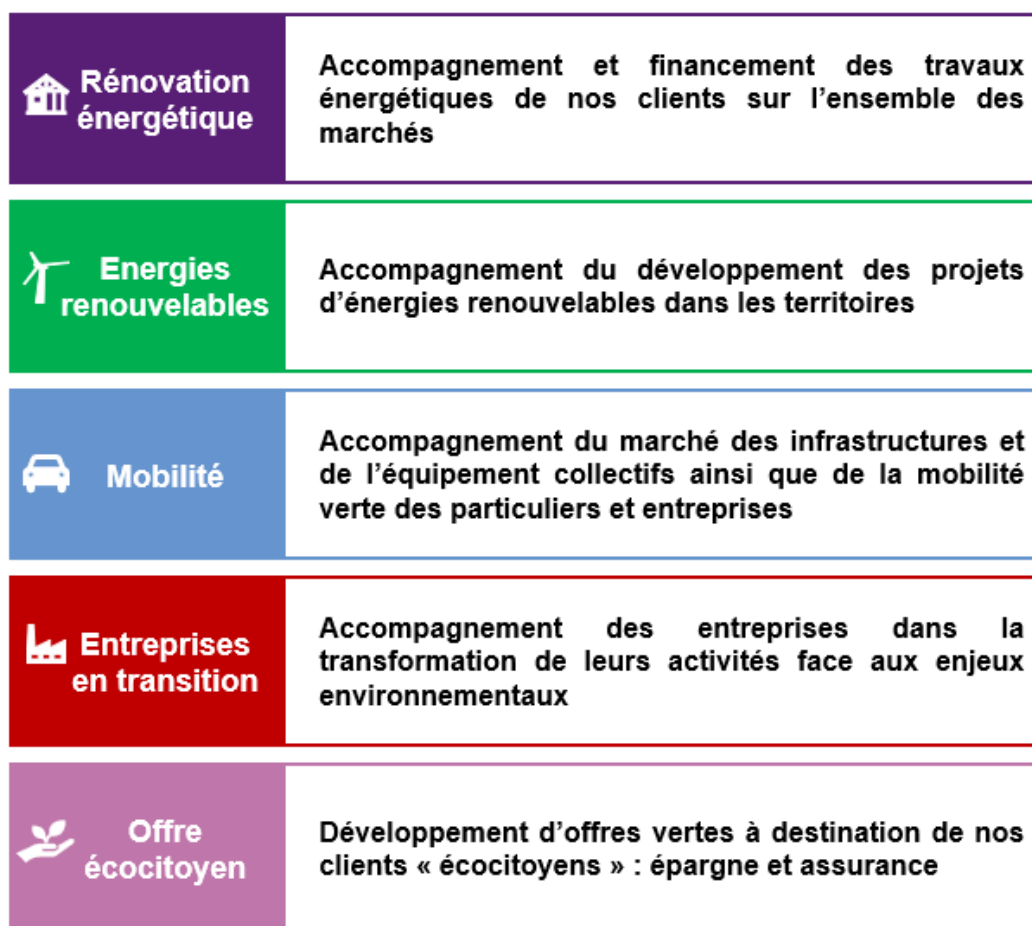 Rénovation
énergétique
Accompagnement et financement des travaux
énergétiques de nos clients sur l’ensemble des
marchés
Energies
renouvelables
Accompagnement du développement des projets
d’énergies renouvelables dans les territoires
Mobilité
Accompagnement du marché des infrastructures et
de l’équipement collectifs ainsi que de la mobilité
verte des particuliers et entreprises
Entreprises
en transition
Accompagnement des entreprises dans la
transformation de leurs activités face aux enjeux
environnementaux
Offre
écocitoyen
Développement d’offres vertes à destination de nos
clients « écocitoyens » : épargne et assurance